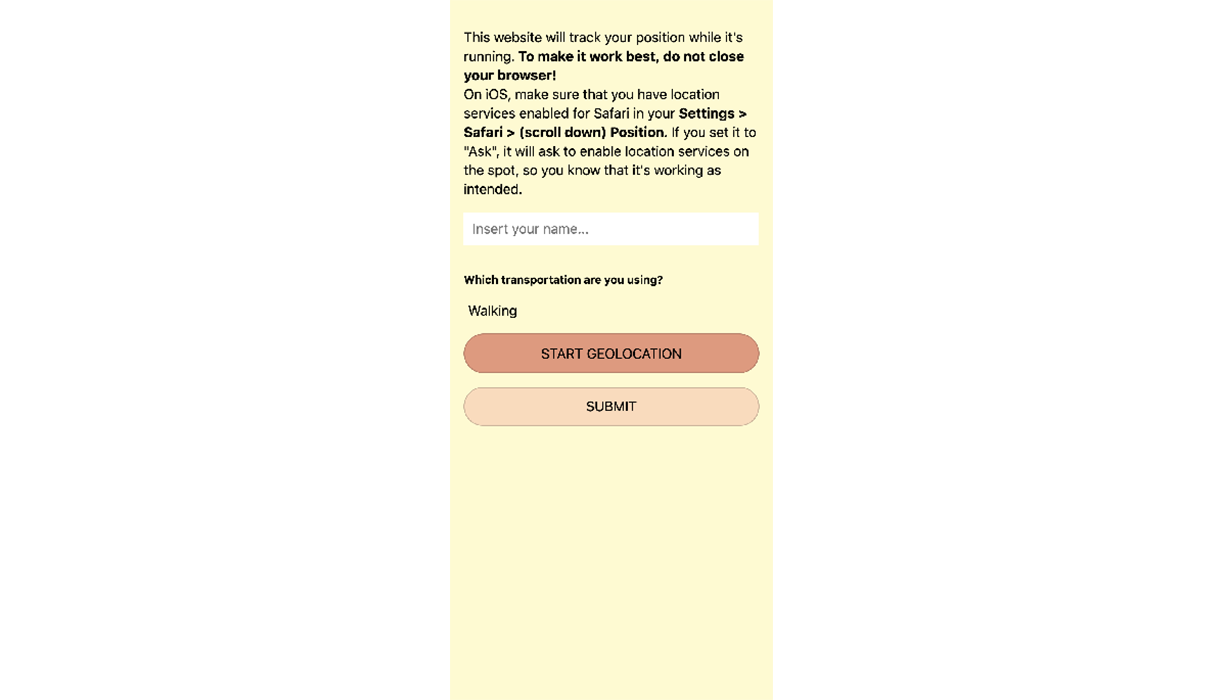 This website will track your position while it's
running. To make it work best, do not close
your browser!
On iOS, make sure that you have location
services enabled for Safari in your Settings >
Safari > (scroll down) Position. If you set it to
"Ask", it will ask to enable location services on
the spot, so you know that it's working as
intended.
Insert your name...
Which transportation are you using?
Walking
START GEOLOCATION
SUBMIT